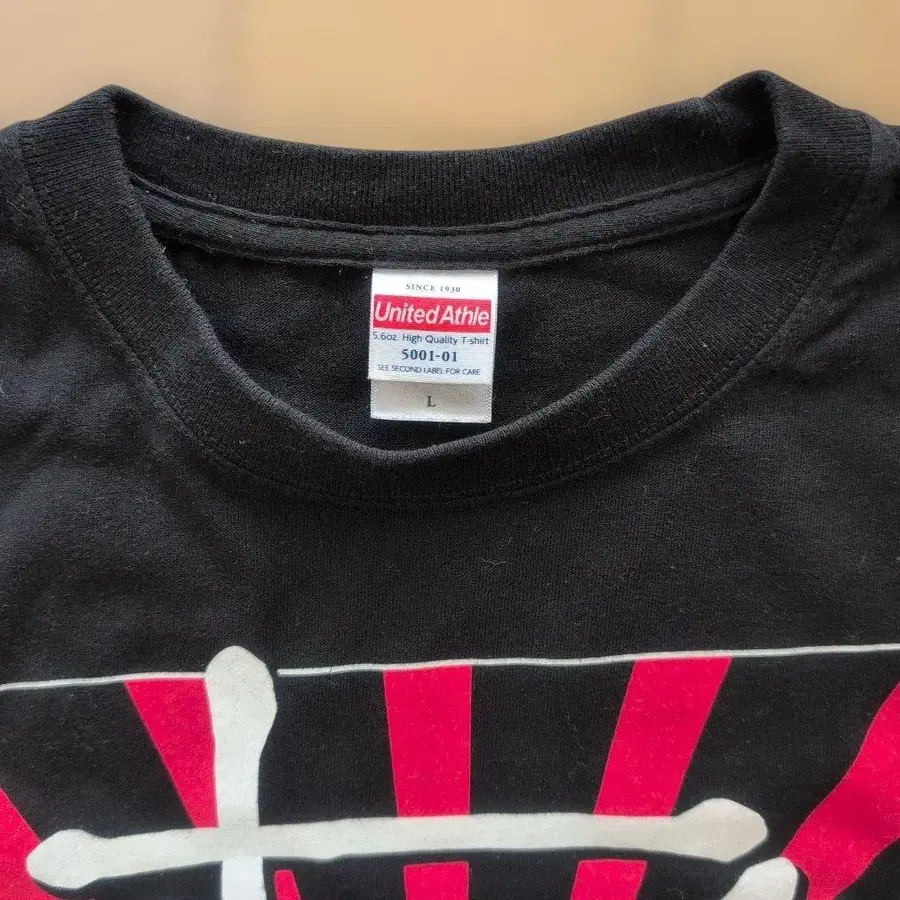 SINCE 1930
United Athle
5.6oz. High Quality T-shirt
5001-01
SEE SECOND LABEL FOR CARE
L